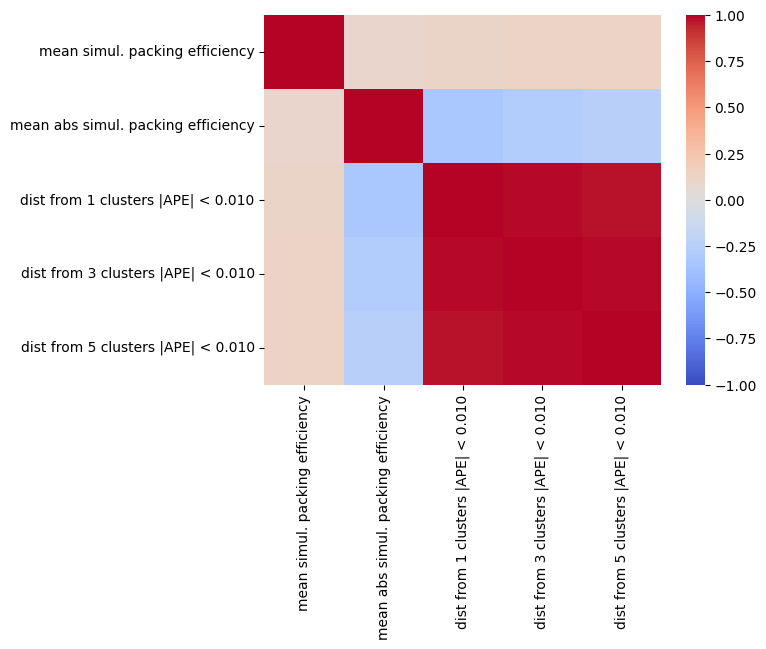 mean simul. packing efficiency
mean abs simul. packing efficiency
dist from 1 clusters |APE| < 0.010
dist from 3 clusters |APE| < 0.010
dist from 5 clusters |APE| < 0.010
mean simul. packing efficiency
mean abs simul. packing efficiency
dist from 1 clusters |APE| < 0.010
dist from 3 clusters |APE| < 0.010
dist from 5 clusters |APE| < 0.010
1.00
0.75
0.50
0.25
0.00
−0.25
−0.50
−0.75
−1.00